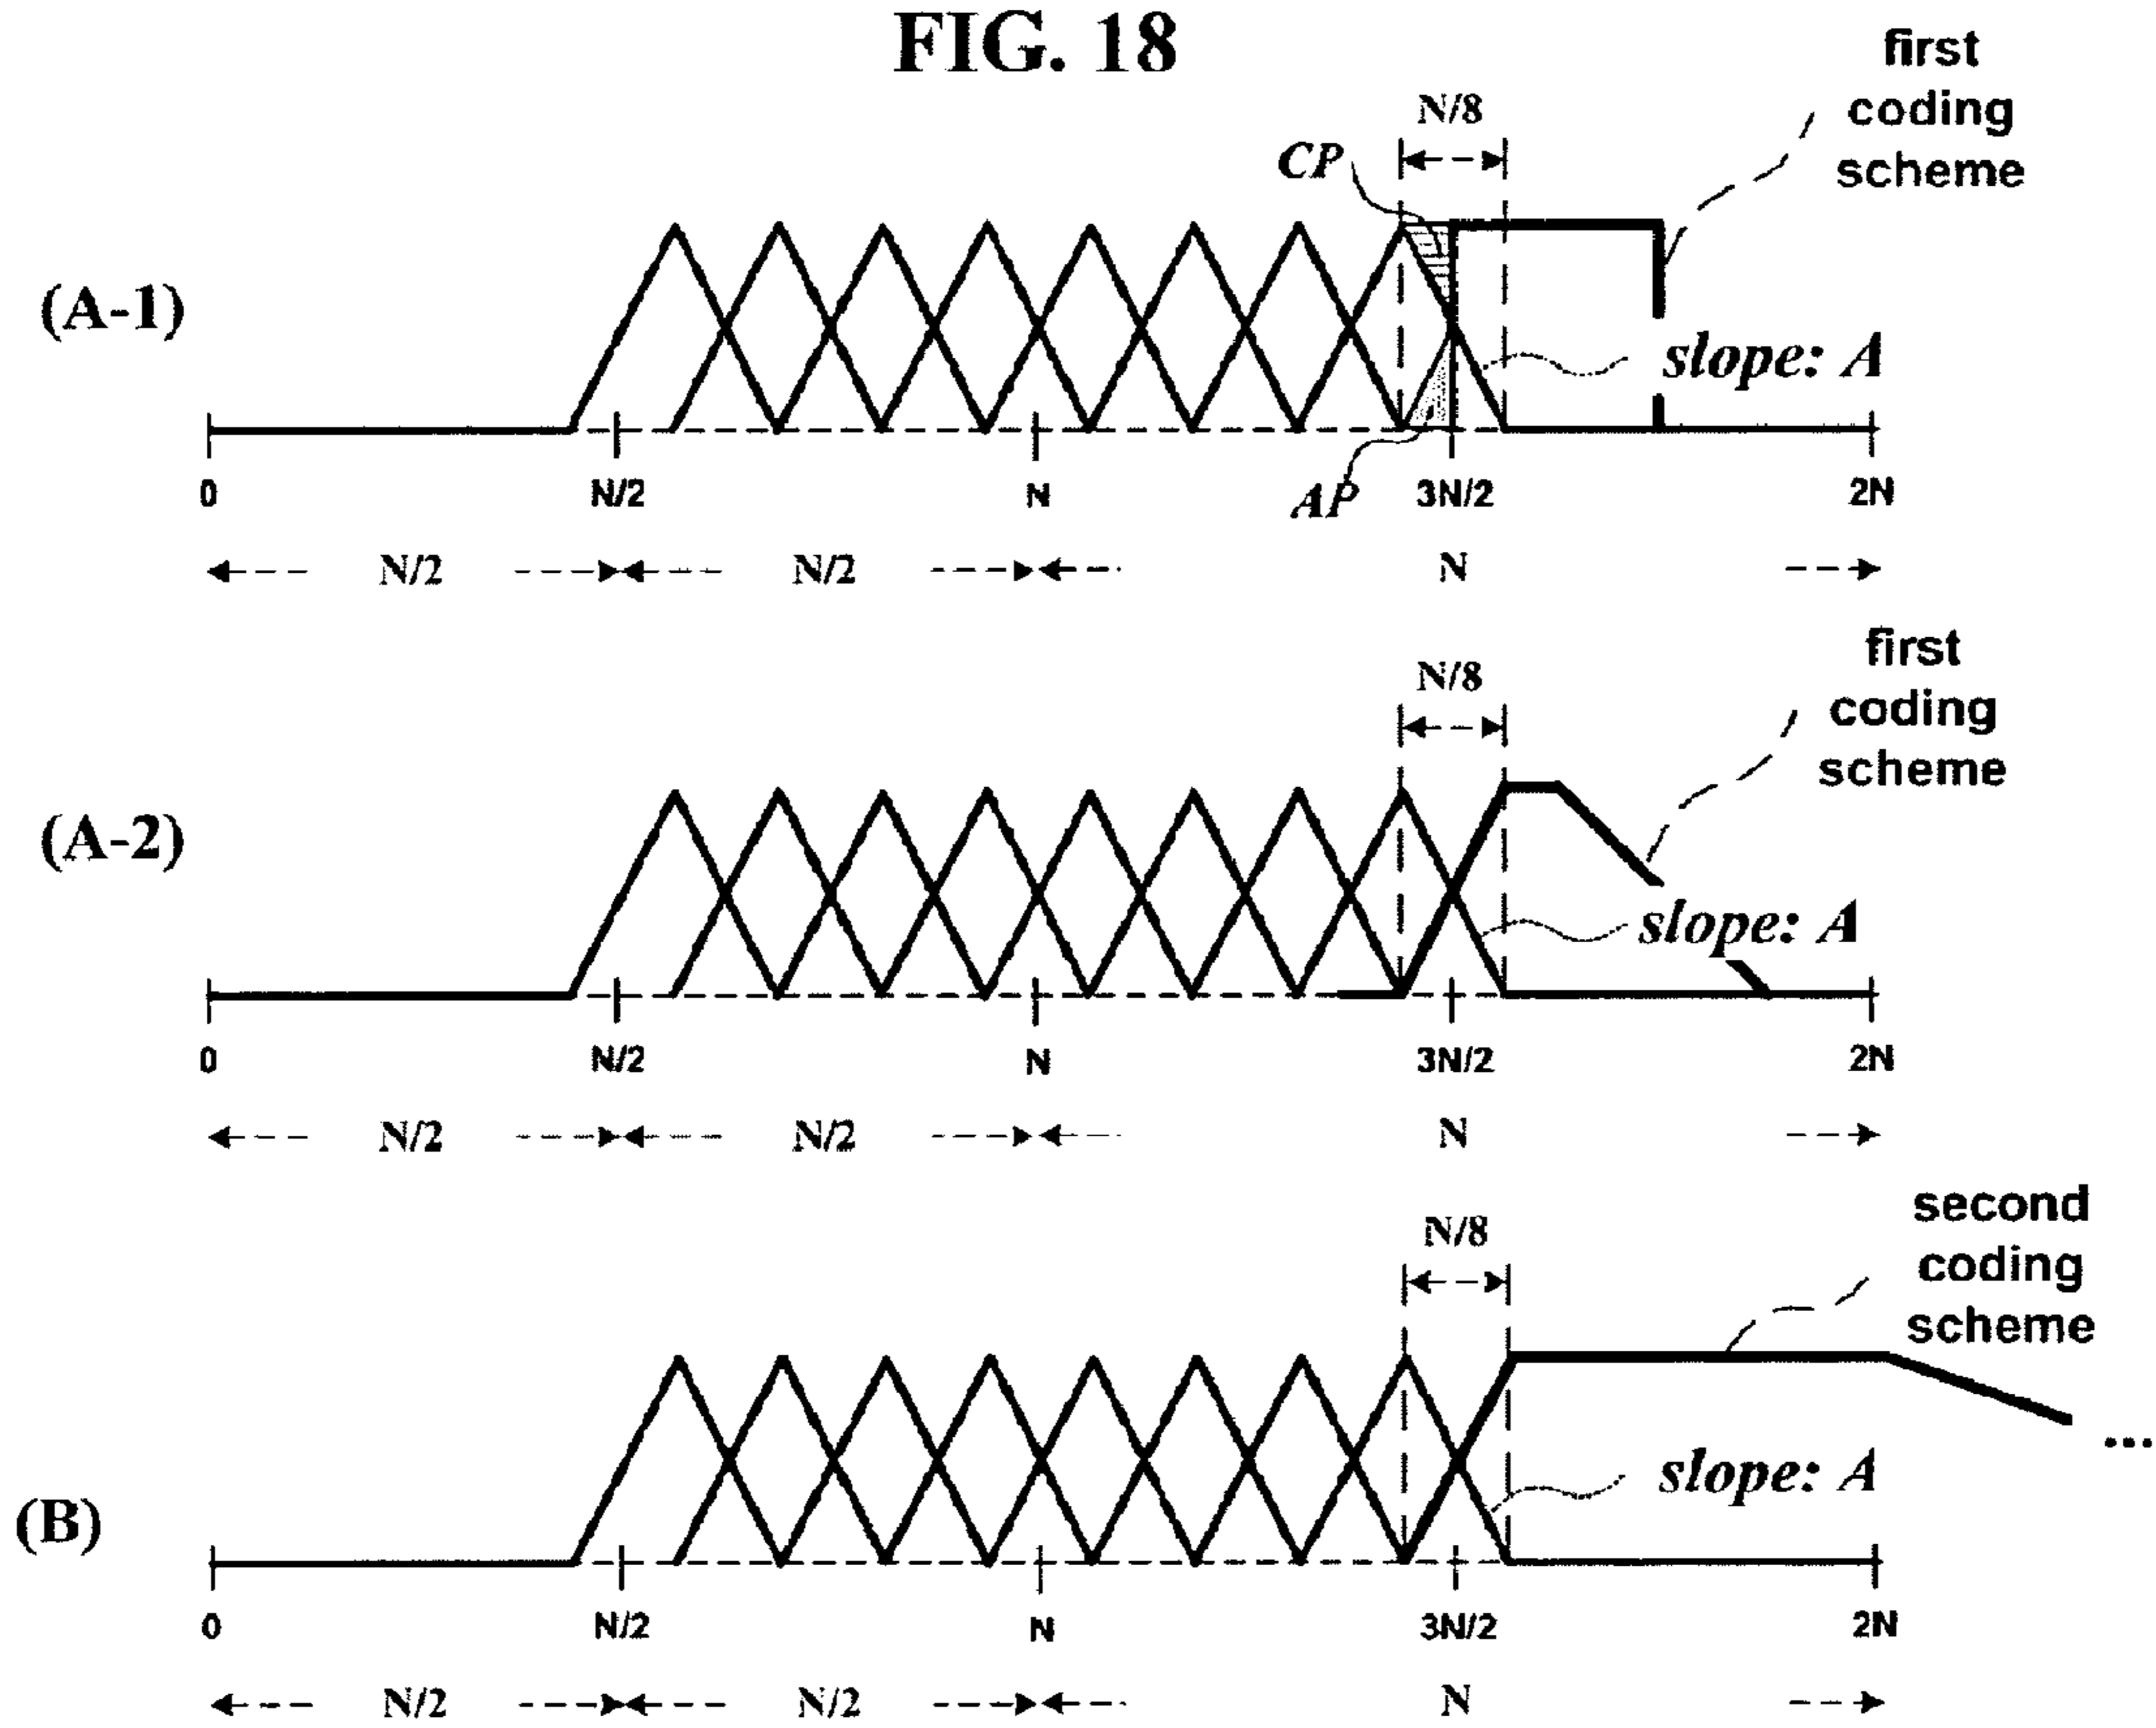 FIG. 18
first
coding
scheme
N/8
CP
(A-1)
slope: A
AP
0
N/2
N
3N/2
2N
N/2
N/2
N
first
coding
scheme
N/8
(A-2)
slope: A
0
N/2
N
3N/2
2N
N/2
N/2
N
second
coding
scheme
N/8
...
slope: A
(B)
0
N/2
N
3N/2
2N
N/2
N/2
N